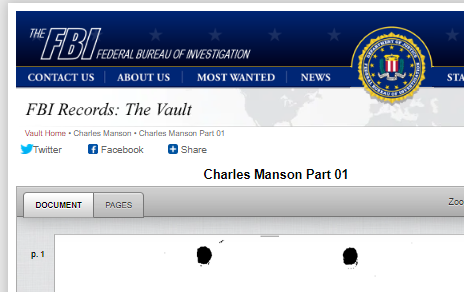 THE FBI FEDERAL BUREAU OF INVESTIGATION
CONTACT US ABOUT US MOST WANTED NEWS STA
FBI Records: The Vault
Vault Home • Charles Manson • Charles Manson Part 01
Twitter Facebook Share
Charles Manson Part 01
DOCUMENT PAGES Zoo
p. 1